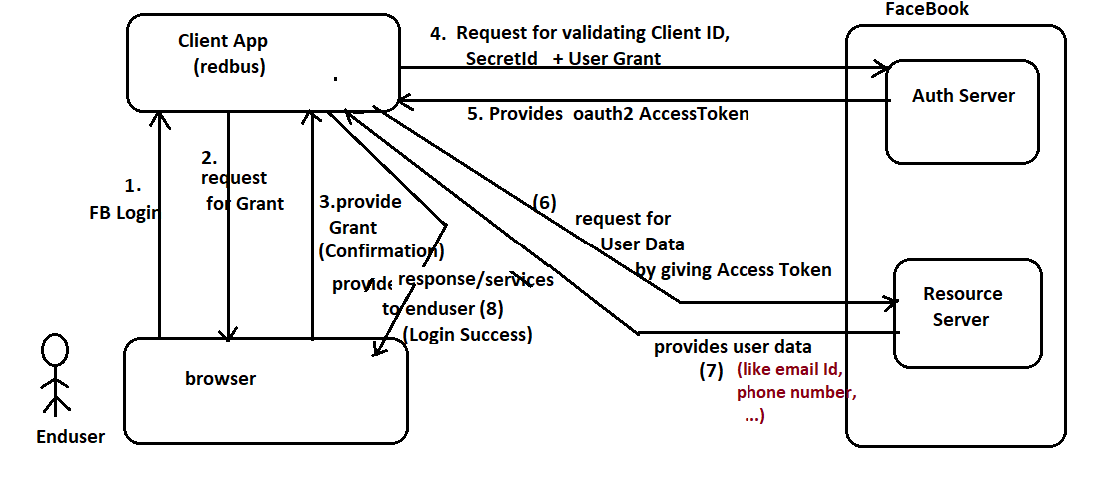 FaceBook
Client App
(redbus)
4. Request for validating Client ID,
SecretId + User Grant
Auth Server
5. Provides oauth2 AccessToken
2.
request
for Grant
1.
FB Login
3.provide
Grant
(Confirmation)
(6)
request for
User Data
by giving Access Token
provide response/services
to enduser (8)
(Login Success)
Resource
Server
provides user data
(7) (like email Id,
phone number,
...)
browser
Enduser